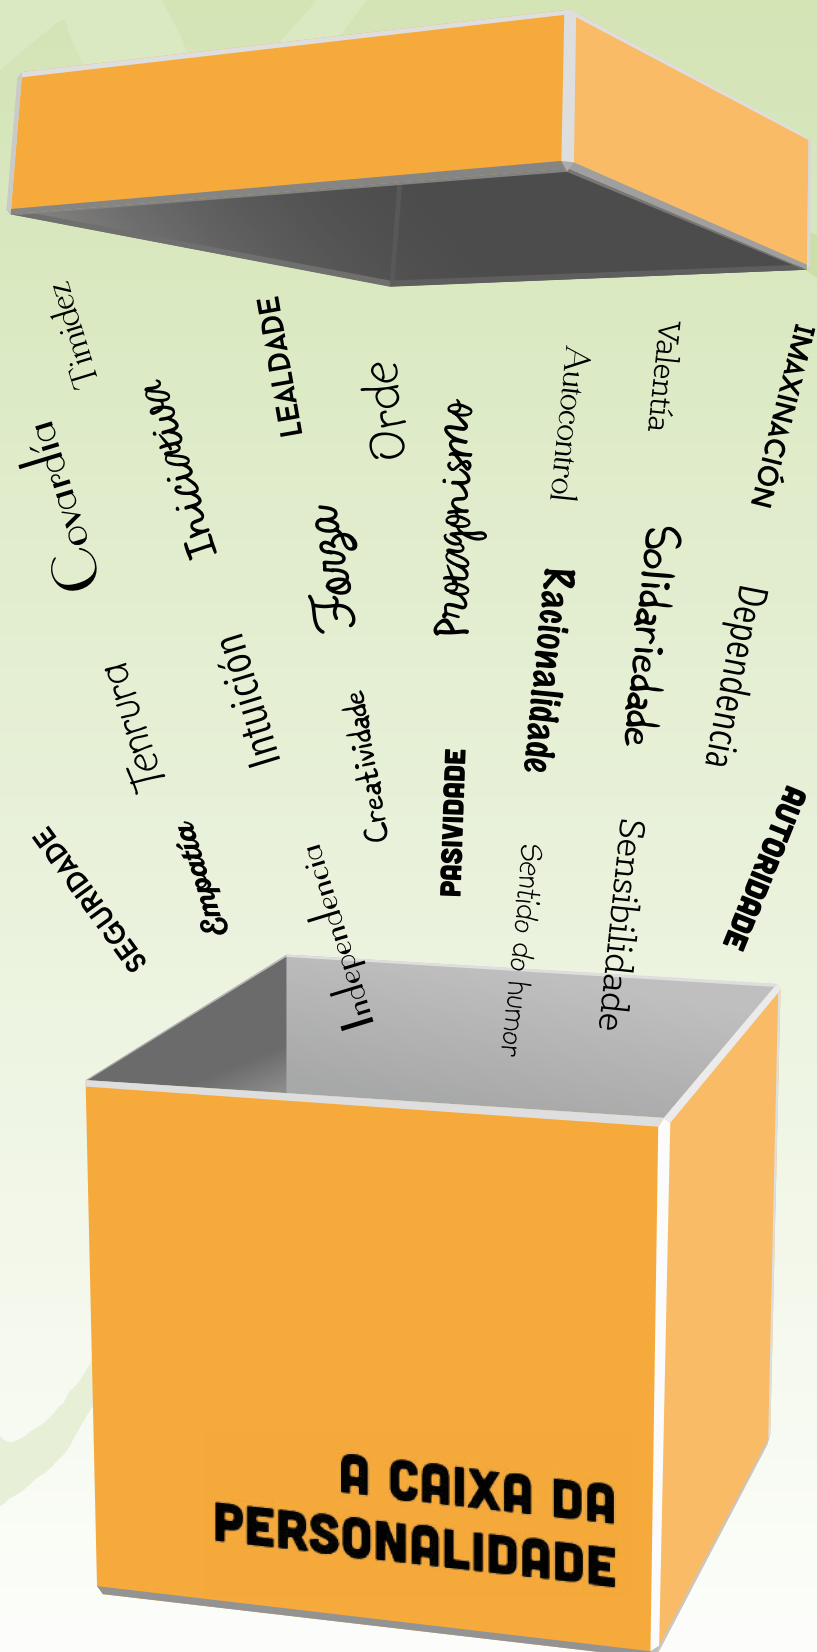 Timidez
LEALDADE
Valentía
IMAXINACIÓN
Orde
Autocontrol
Iniciativa
Covardía
Protagonismo
Forza
Racionalidade
Solidariedade
Dependencia
Tenrura
Intuición
Creatividade
PASIVIDADE
AUTORIDADE
SEGURIDADE
Empatía
Independencia
Sentido do humor
Sensibilidade
A CAIXA DA
PERSONALIDADE